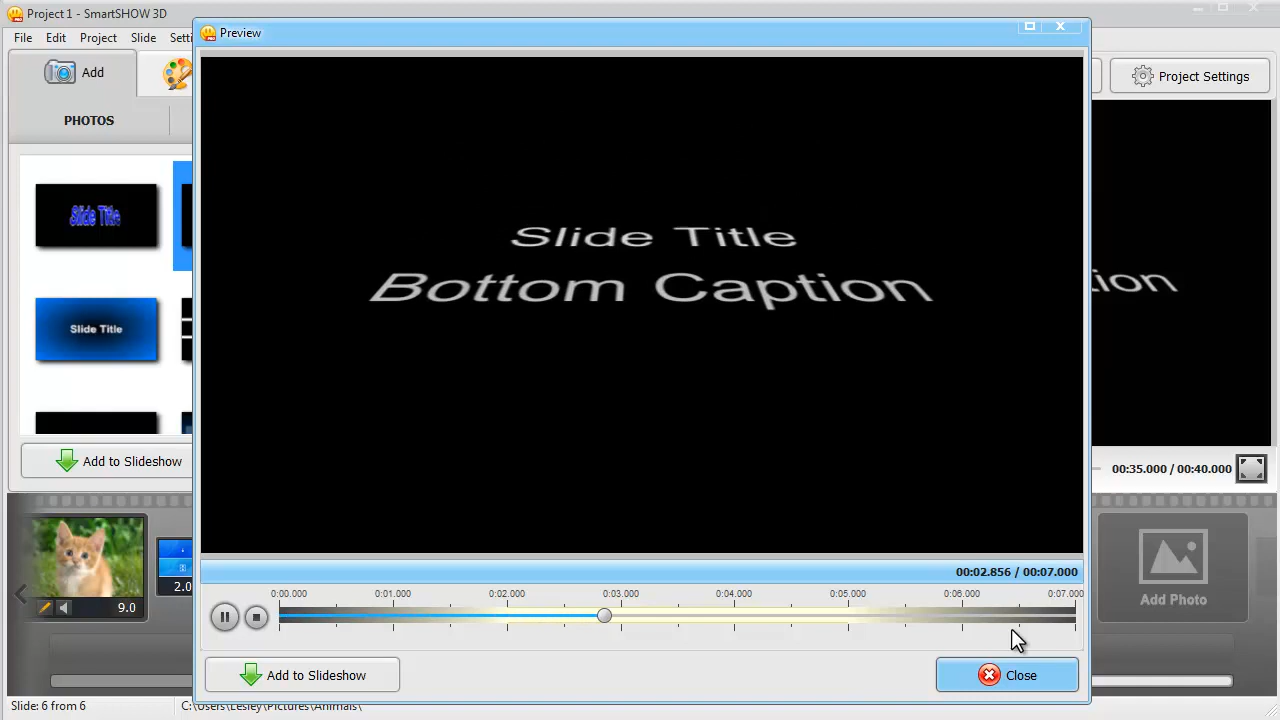 Project 1 - SmartSHOW 3D
File Edit Project Slide Setti
Preview
Add
PHOTOS
Project Settings
Slide Title
Slide Title
Bottom Caption
tion
Slide Title
Add to Slideshow
00:35.000 / 00:40.000
00:02.856 / 00:07.000
0:00.000 0:01.000 0:02.000 0:03.000 0:04.000 0:05.000 0:06.000 0:07.000
9.0
2.0
Add Photo
Add to Slideshow
Close
Slide: 6 from 6
C:\Users\Lesley\Pictures\Animals\